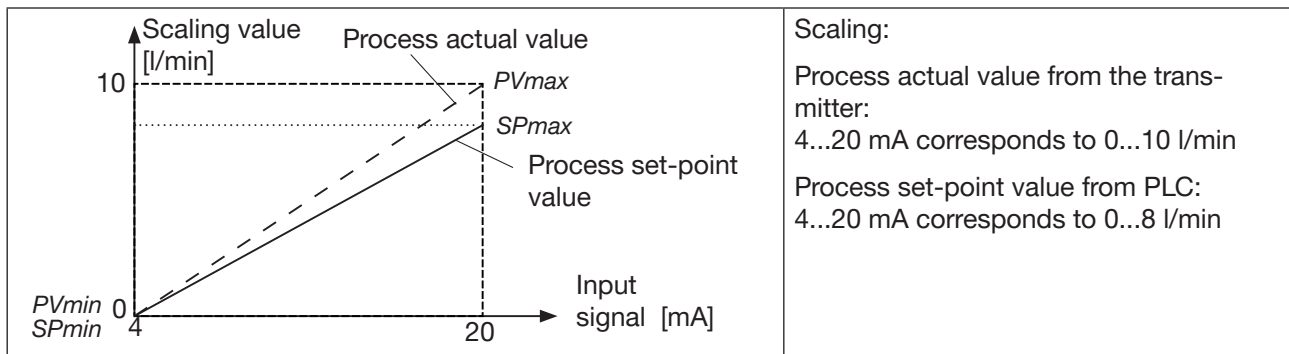 Scaling value
[l/min]
Process actual value
10
PVmax
SPmax
Process set-point
value
Input
signal [mA]
PVmin
SPmin
0
4
20
Scaling:
Process actual value from the trans-
mitter:
4...20 mA corresponds to 0...10 l/min
Process set-point value from PLC:
4...20 mA corresponds to 0...8 l/min